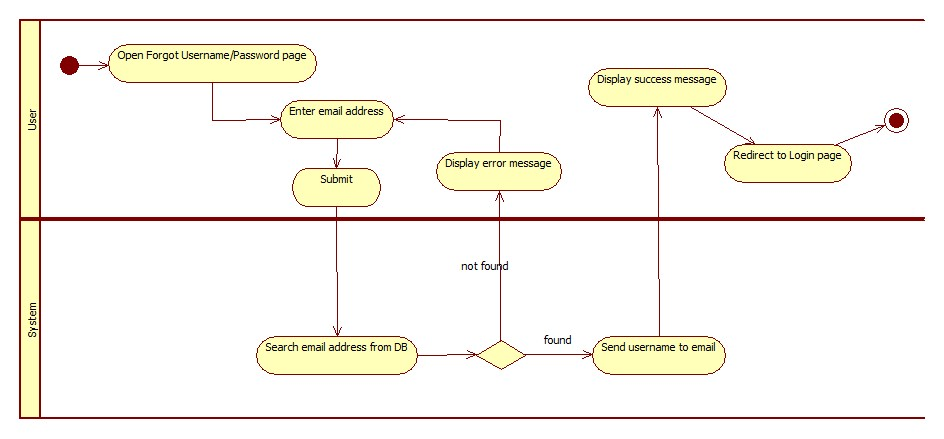 User
Open Forgot Username/Password page
Enter email address
Submit
Display error message
Display success message
Redirect to Login page
System
Search email address from DB
not found
found
Send username to email